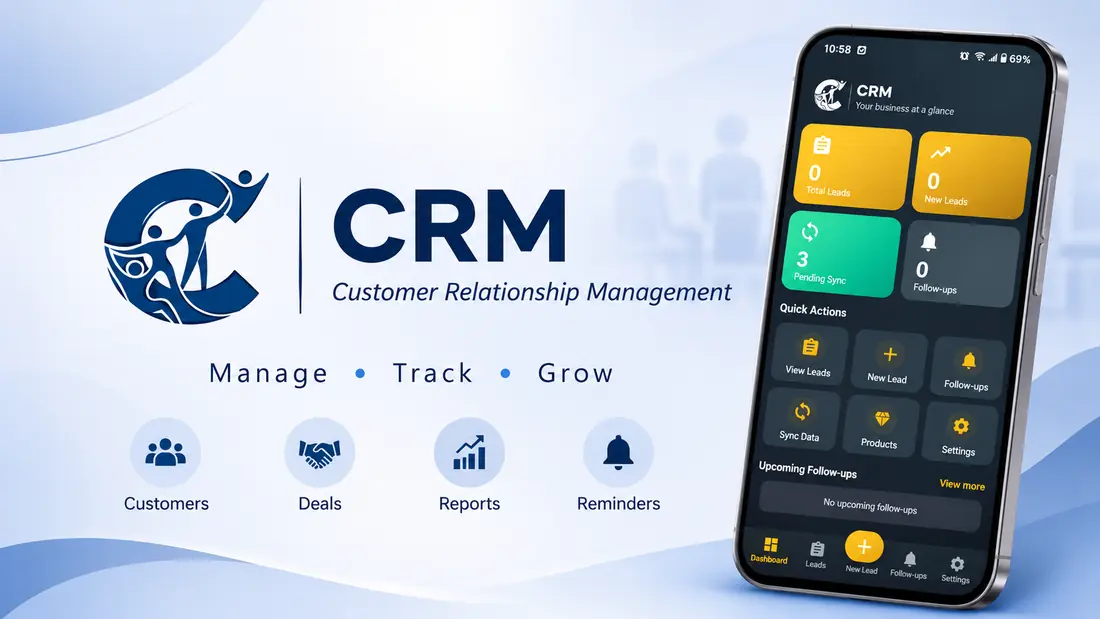 CRM
Customer Relationship Management
Manage • Track • Grow
Customers
Deals
Reports
Reminders
10:58
69%
CRM
Your business at a glance
0
Total Leads
0
New Leads
3
Pending Sync
0
Follow-ups
Quick Actions
View Leads
New Lead
Follow-ups
Sync Data
Products
Settings
Upcoming Follow-ups
View more
No upcoming follow-ups
Dashboard
Leads
New Lead
Follow-ups
Settings